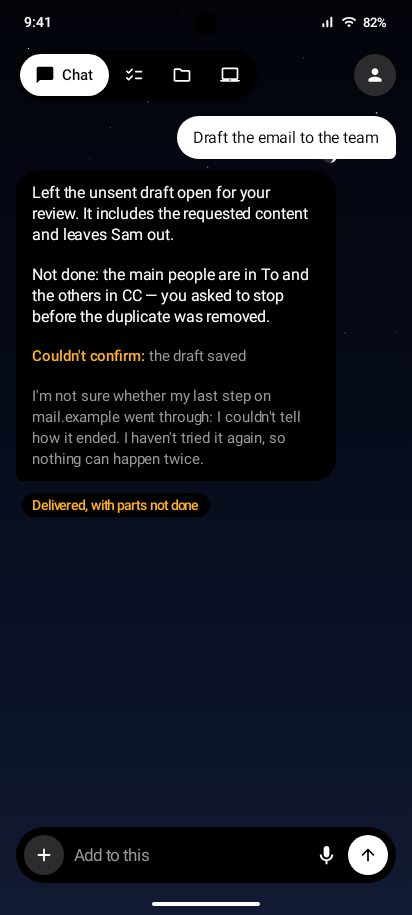 9:41
82%
Chat
Draft the email to the team
Left the unsent draft open for your
review. It includes the requested content
and leaves Sam out.
Not done: the main people are in To and
the others in CC — you asked to stop
before the duplicate was removed.
Couldn't confirm: the draft saved
I'm not sure whether my last step on
mail.example went through: I couldn't tell
how it ended. I haven't tried it again, so
nothing can happen twice.
Delivered, with parts not done
Add to this